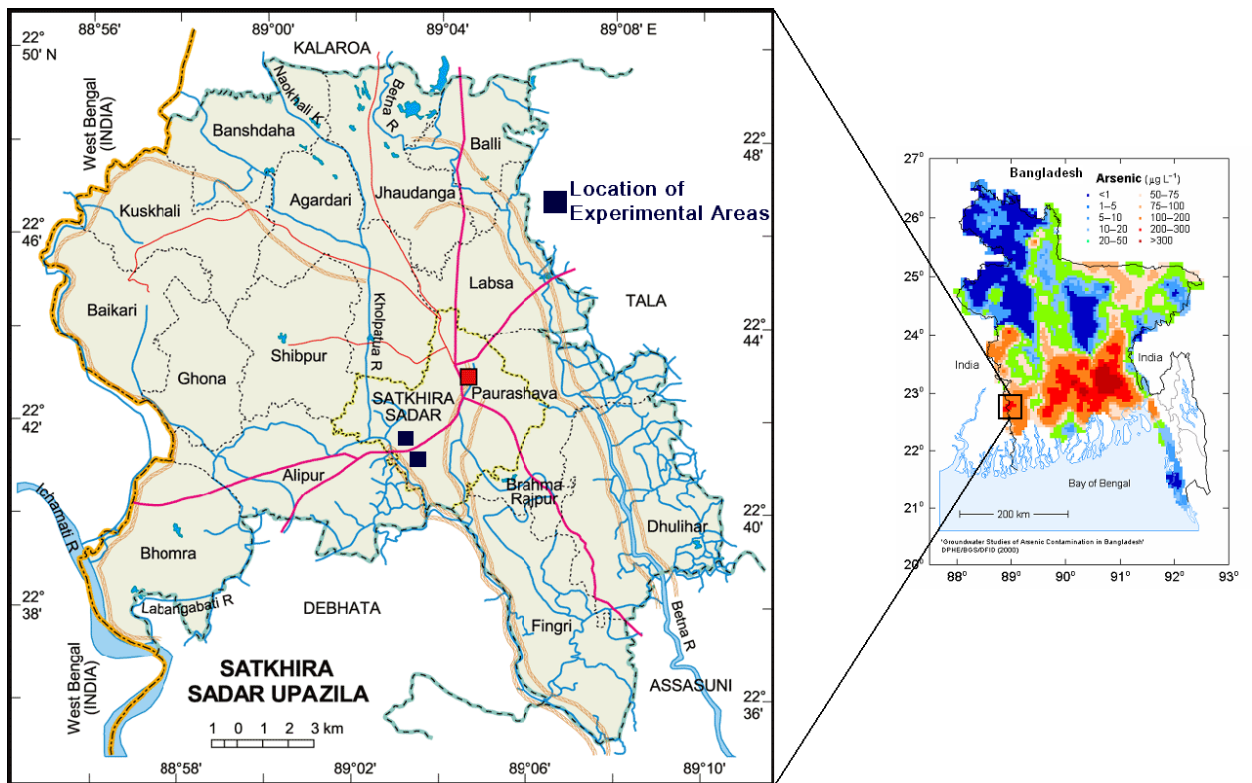 88° 56'
89° 00'
89° 04'
89° 08' E
22°
50' N
KALAROA
West Bengal
(INDIA)
Naokhali K
Betna R
Banshdaha
Balli
22°
48'
Kuskhali
Agardari
Jhaudanga
Location of
Experimental Areas
22°
46'
Labsa
Baikari
Kholpatua R
TALA
Shibpur
22°
44'
Ghona
SATKHIRA
SADAR
Paurashava
22°
42'
Alipur
Brahma
Rajpur
Ichamati R
Dhulihar
22°
40'
Bhomra
22°
38'
Labangabati R
DEBHATA
Fingri
Betna R
West Bengal
(INDIA)
SATKHIRA
SADAR UPAZILA
ASSASUNI
22°
36'
1 0 1 2 3 km
88° 58'
89° 02'
89° 06'
89° 10'
27°
Bangladesh
Arsenic (µg L⁻¹)
<1 50–75
1–5 75–100
5–10 100–200
10–20 200–300
20–50 >300
26°
25°
24°
India
India
23°
22°
Bay of Bengal
21°
200 km
'Groundwater Studies of Arsenic Contamination in Bangladesh'
DPHE/BGS/DFID (2000)
20°
88° 89° 90° 91° 92° 93°